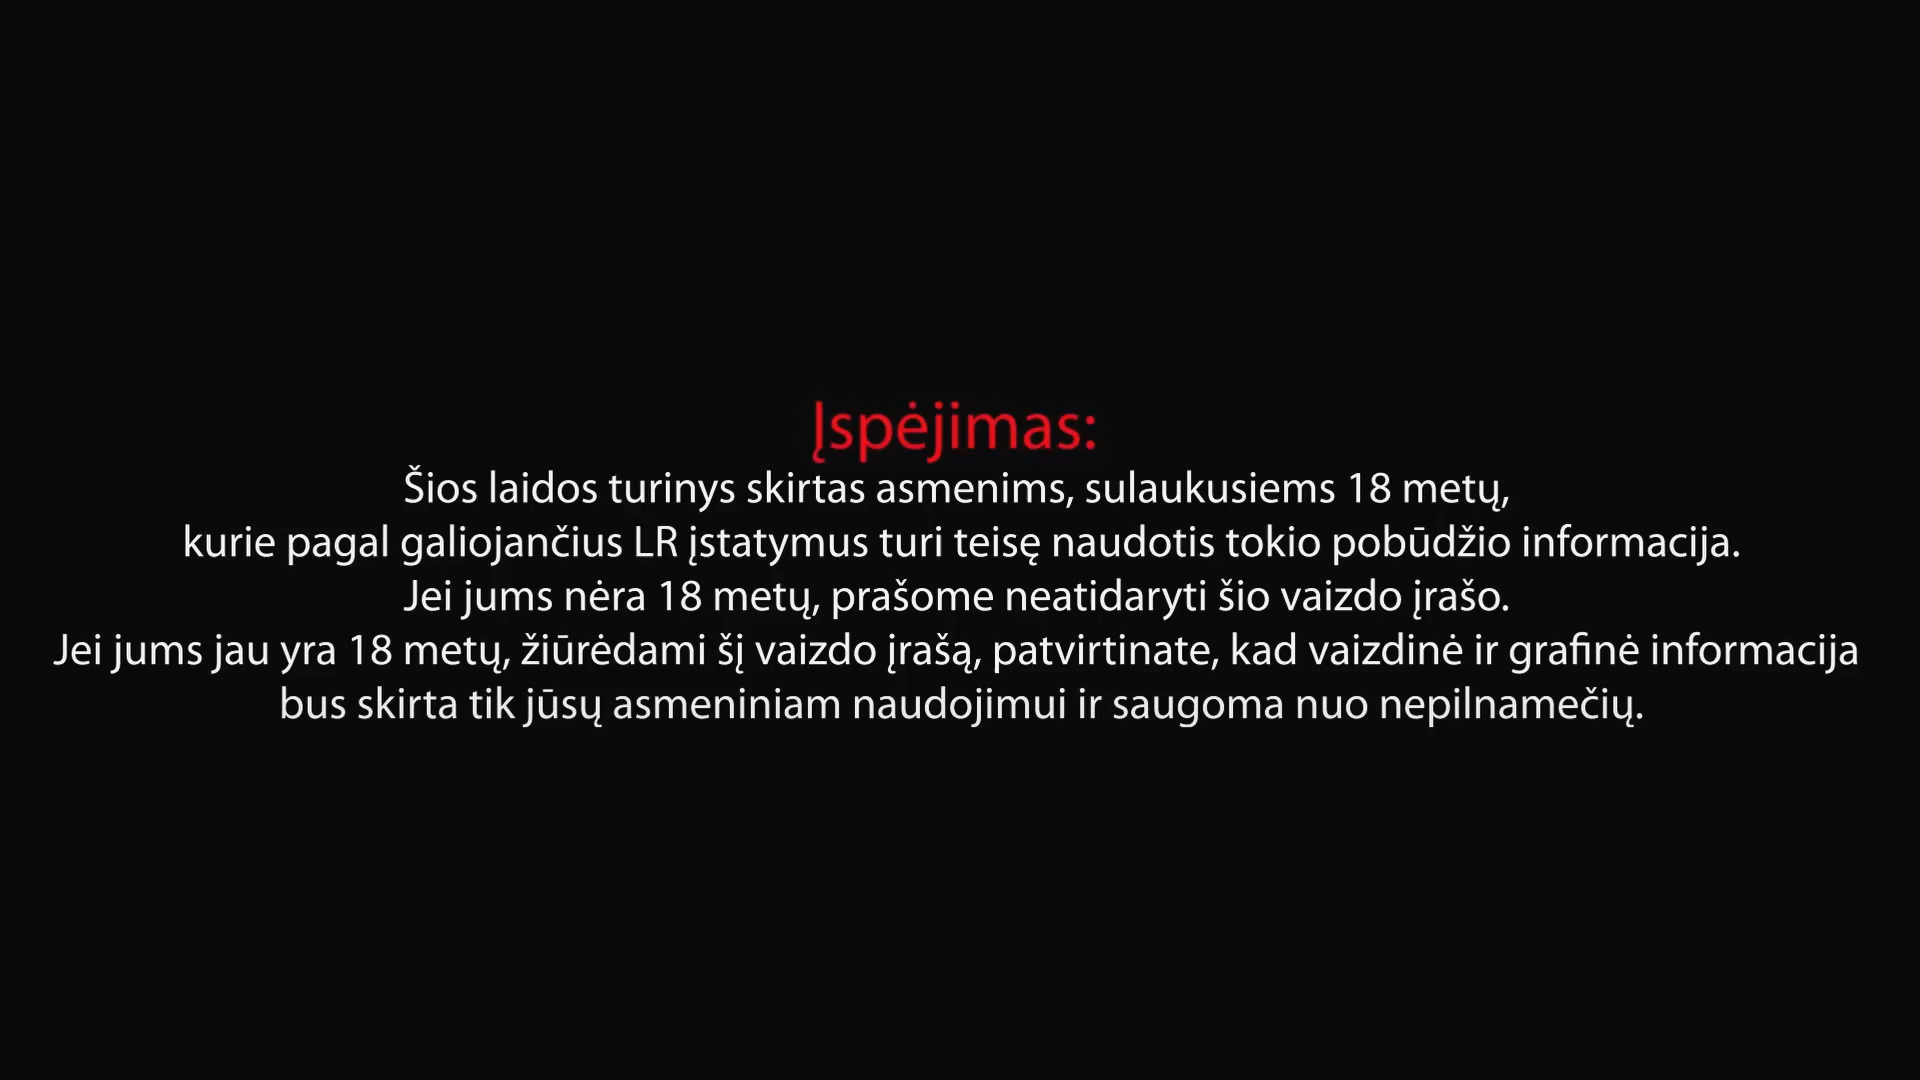 Įspėjimas:
Šios laidos turinys skirtas asmenims, sulaukusiems 18 metų,
kurie pagal galiojančius LR įstatymus turi teisę naudotis tokio pobūdžio informacija.
Jei jums nėra 18 metų, prašome neatidaryti šio vaizdo įrašo.
Jei jums jau yra 18 metų, žiūrėdami šį vaizdo įrašą, patvirtinate, kad vaizdinė ir grafinė informacija
bus skirta tik jūsų asmeniniam naudojimui ir saugoma nuo nepilnamečių.